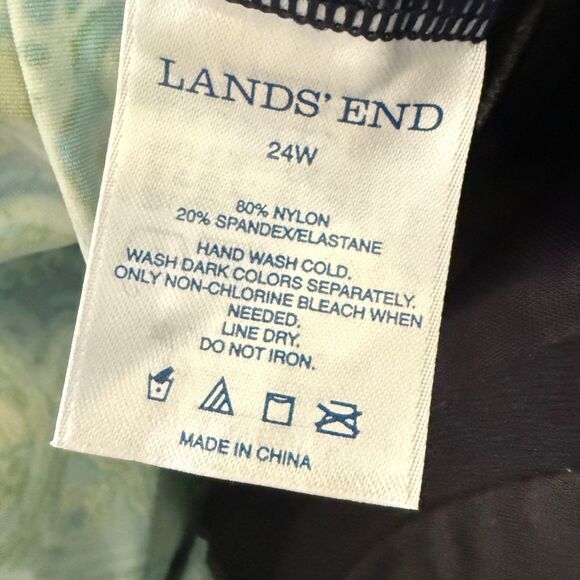 LANDS' END
24W
80% NYLON
20% SPANDEX/ELASTANE
HAND WASH COLD.
WASH DARK COLORS SEPARATELY.
ONLY NON-CHLORINE BLEACH WHEN
NEEDED.
LINE DRY.
DO NOT IRON.
MADE IN CHINA